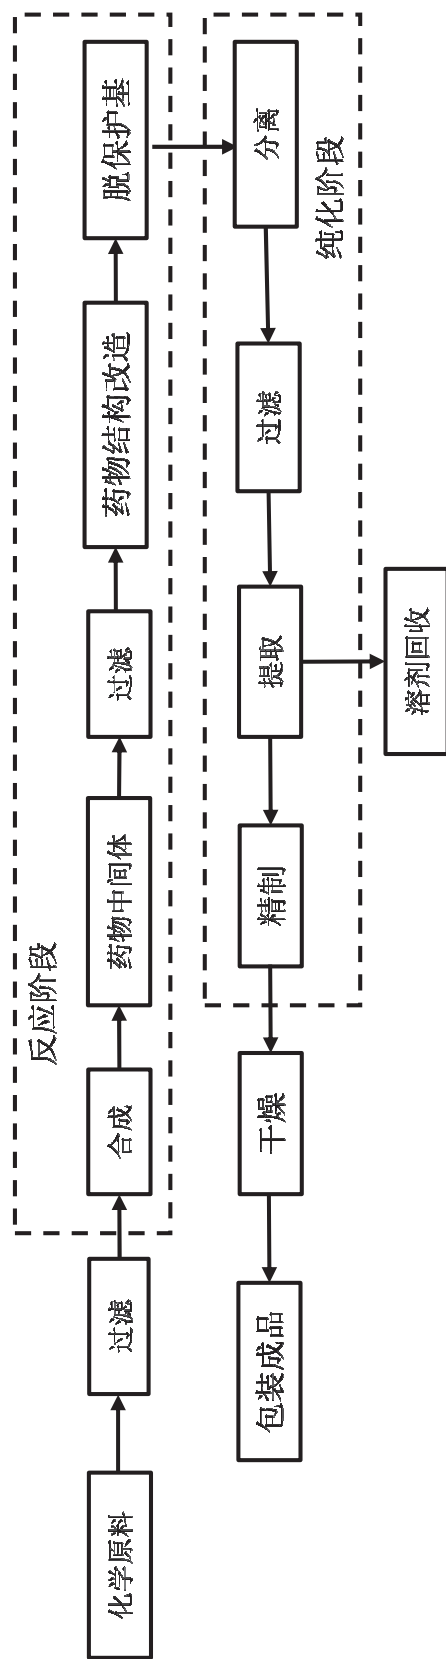 化学原料
过滤
反应阶段
合成
药物中间体
过滤
药物结构改造
脱保护基
纯化阶段
分离
过滤
提取
溶剂回收
精制
干燥
包装成品